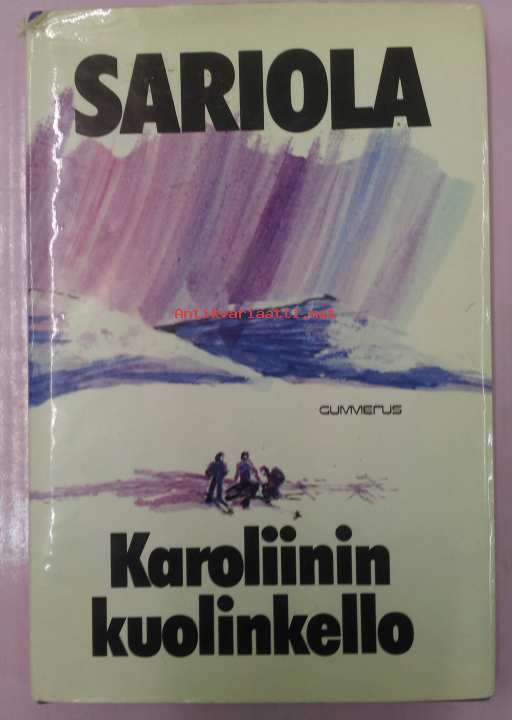 SARIOLA
Antikvariaatti.net
GUMMERUS
Karoliinin
kuolinkello